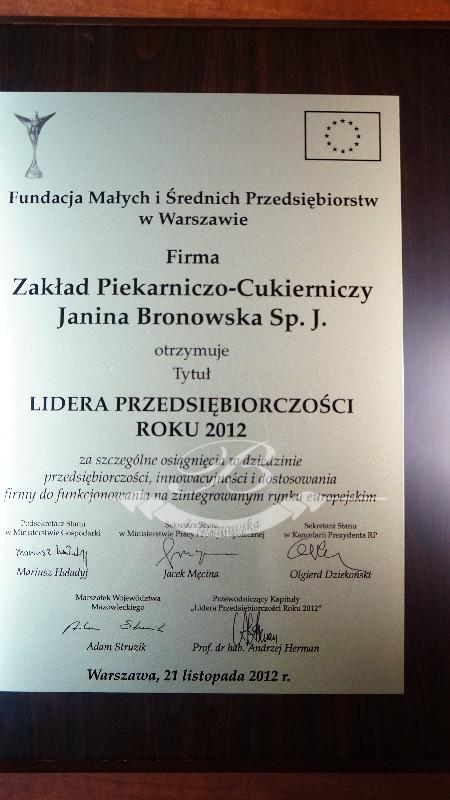 Fundacja Małych i Średnich Przedsiębiorstw
w Warszawie
Firma
Zakład Piekarniczo-Cukierniczy
Janina Bronowska Sp. J.
otrzymuje
Tytuł
LIDERA PRZEDSIĘBIORCZOŚCI
ROKU 2012
za szczególne osiągnięcia w dziedzinie
przedsiębiorczości, innowacyjności i dostosowania
firmy do funkcjonowania na zintegrowanym rynku europejskim
B
Bronowska
Podsekretarz Stanu
w Ministerstwie Gospodarki
Mariusz Haładyj
Sekretarz Stanu
w Ministerstwie Pracy i Polityki Społecznej
Jacek Męcina
Sekretarz Stanu
w Kancelarii Prezydenta RP
Olgierd Dziekoński
Marszałek Województwa
Mazowieckiego
Adam Struzik
Przewodniczący Kapituły
„Lidera Przedsiębiorczości Roku 2012"
Prof. dr hab. Andrzej Herman
Warszawa, 21 listopada 2012 r.